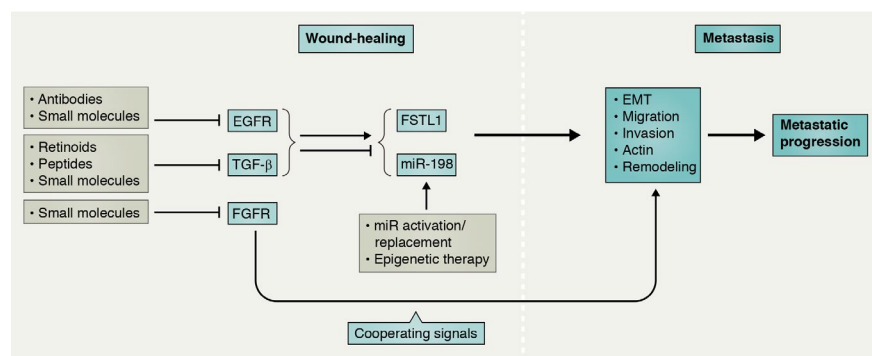 Wound-healing
Metastasis
• Antibodies
• Small molecules
EGFR
FSTL1
• Retinoids
• Peptides
• Small molecules
TGF-β
miR-198
• Small molecules
FGFR
• miR activation/
replacement
• Epigenetic therapy
• EMT
• Migration
• Invasion
• Actin
• Remodeling
Metastatic
progression
Cooperating signals